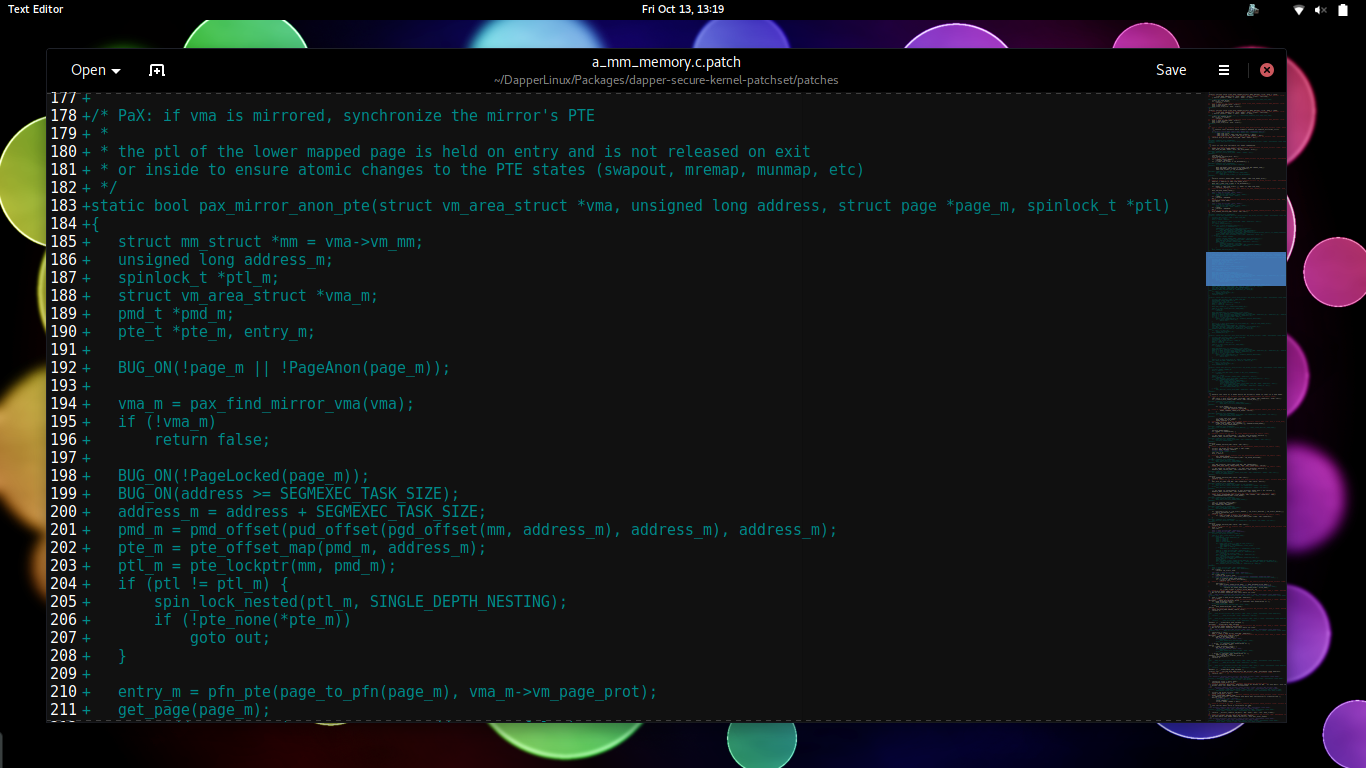 Text Editor
Fri Oct 13, 13:19
Open
a_mm_memory.c.patch
~/DapperLinux/Packages/dapper-secure-kernel-patchset/patches
Save
177 +
178 +/* PaX: if vma is mirrored, synchronize the mirror's PTE
179 + *
180 + * the ptl of the lower mapped page is held on entry and is not released on exit
181 + * or inside to ensure atomic changes to the PTE states (swapout, mremap, munmap, etc)
182 + */
183 +static bool pax_mirror_anon_pte(struct vm_area_struct *vma, unsigned long address, struct page *page_m, spinlock_t *ptl)
184 +{
185 +   struct mm_struct *mm = vma->vm_mm;
186 +   unsigned long address_m;
187 +   spinlock_t *ptl_m;
188 +   struct vm_area_struct *vma_m;
189 +   pmd_t *pmd_m;
190 +   pte_t *pte_m, entry_m;
191 +
192 +   BUG_ON(!page_m || !PageAnon(page_m));
193 +
194 +   vma_m = pax_find_mirror_vma(vma);
195 +   if (!vma_m)
196 +       return false;
197 +
198 +   BUG_ON(!PageLocked(page_m));
199 +   BUG_ON(address >= SEGMEXEC_TASK_SIZE);
200 +   address_m = address + SEGMEXEC_TASK_SIZE;
201 +   pmd_m = pmd_offset(pud_offset(pgd_offset(mm, address_m), address_m), address_m);
202 +   pte_m = pte_offset_map(pmd_m, address_m);
203 +   ptl_m = pte_lockptr(mm, pmd_m);
204 +   if (ptl != ptl_m) {
205 +       spin_lock_nested(ptl_m, SINGLE_DEPTH_NESTING);
206 +       if (!pte_none(*pte_m))
207 +           goto out;
208 +   }
209 +
210 +   entry_m = pfn_pte(page_to_pfn(page_m), vma_m->vm_page_prot);
211 +   get_page(page_m);